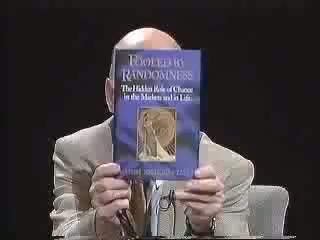 FOOLED BY
RANDOMNESS
The Hidden Role of Chance
in the Markets and in Life